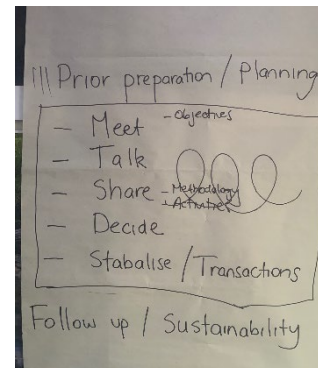 III Prior preparation / Planning
- Meet - Objectives
- Talk
- Share - Methodology
- Activities
- Decide
- Stabalise / Transactions
Follow up / Sustainability